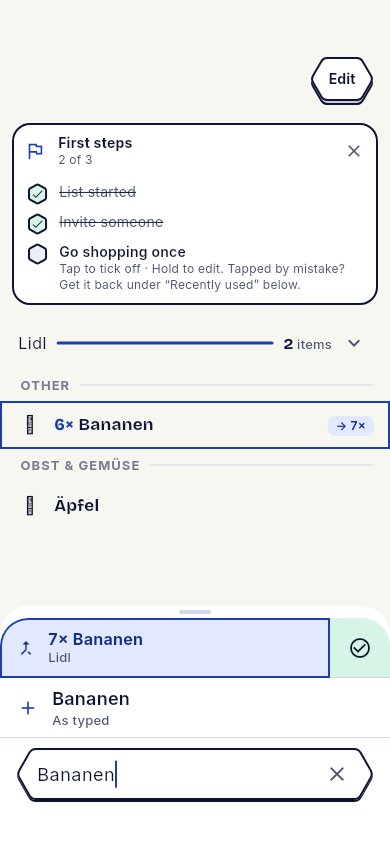 Edit
First steps
2 of 3
List started
Invite someone
Go shopping once
Tap to tick off · Hold to edit. Tapped by mistake?
Get it back under “Recently used” below.
Lidl 2 items
OTHER
6× Bananen → 7×
OBST & GEMÜSE
Äpfel
7× Bananen
Lidl
Bananen
As typed
Bananen